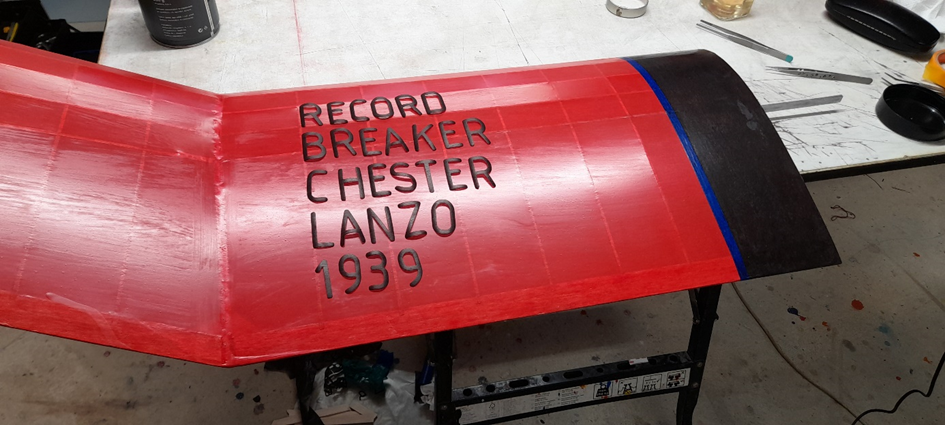 RECORD
BREAKER
CHESTER
LANZO
1939